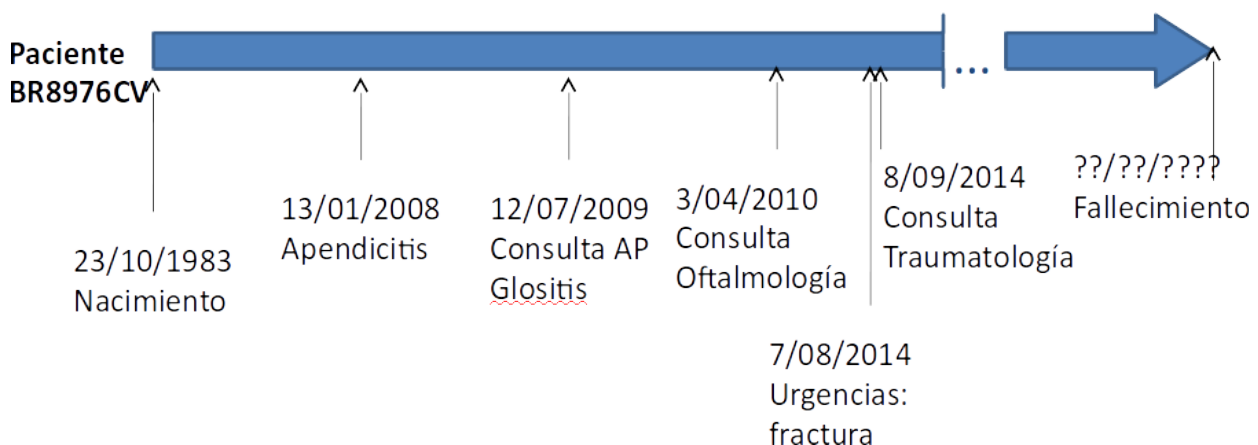 Paciente
BR8976CV
...
23/10/1983
Nacimiento
13/01/2008
Apendicitis
12/07/2009
Consulta AP
Glositis
3/04/2010
Consulta
Oftalmología
7/08/2014
Urgencias:
fractura
8/09/2014
Consulta
Traumatología
??/??/????
Fallecimiento